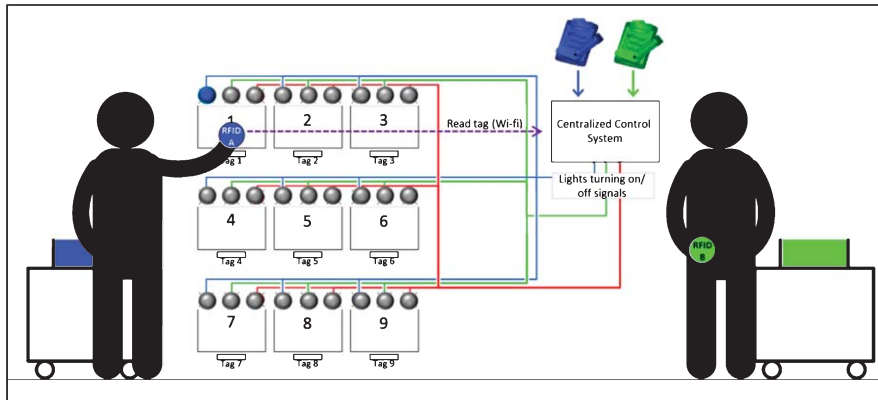 1
2
3
RFID
A
Tag 1
Tag 2
Tag 3
Read tag (Wi-fi)
Centralized Control
System
Lights turning on/
off signals
4
5
6
Tag 4
Tag 5
Tag 6
RFID
B
7
8
9
Tag 7
Tag 8
Tag 9